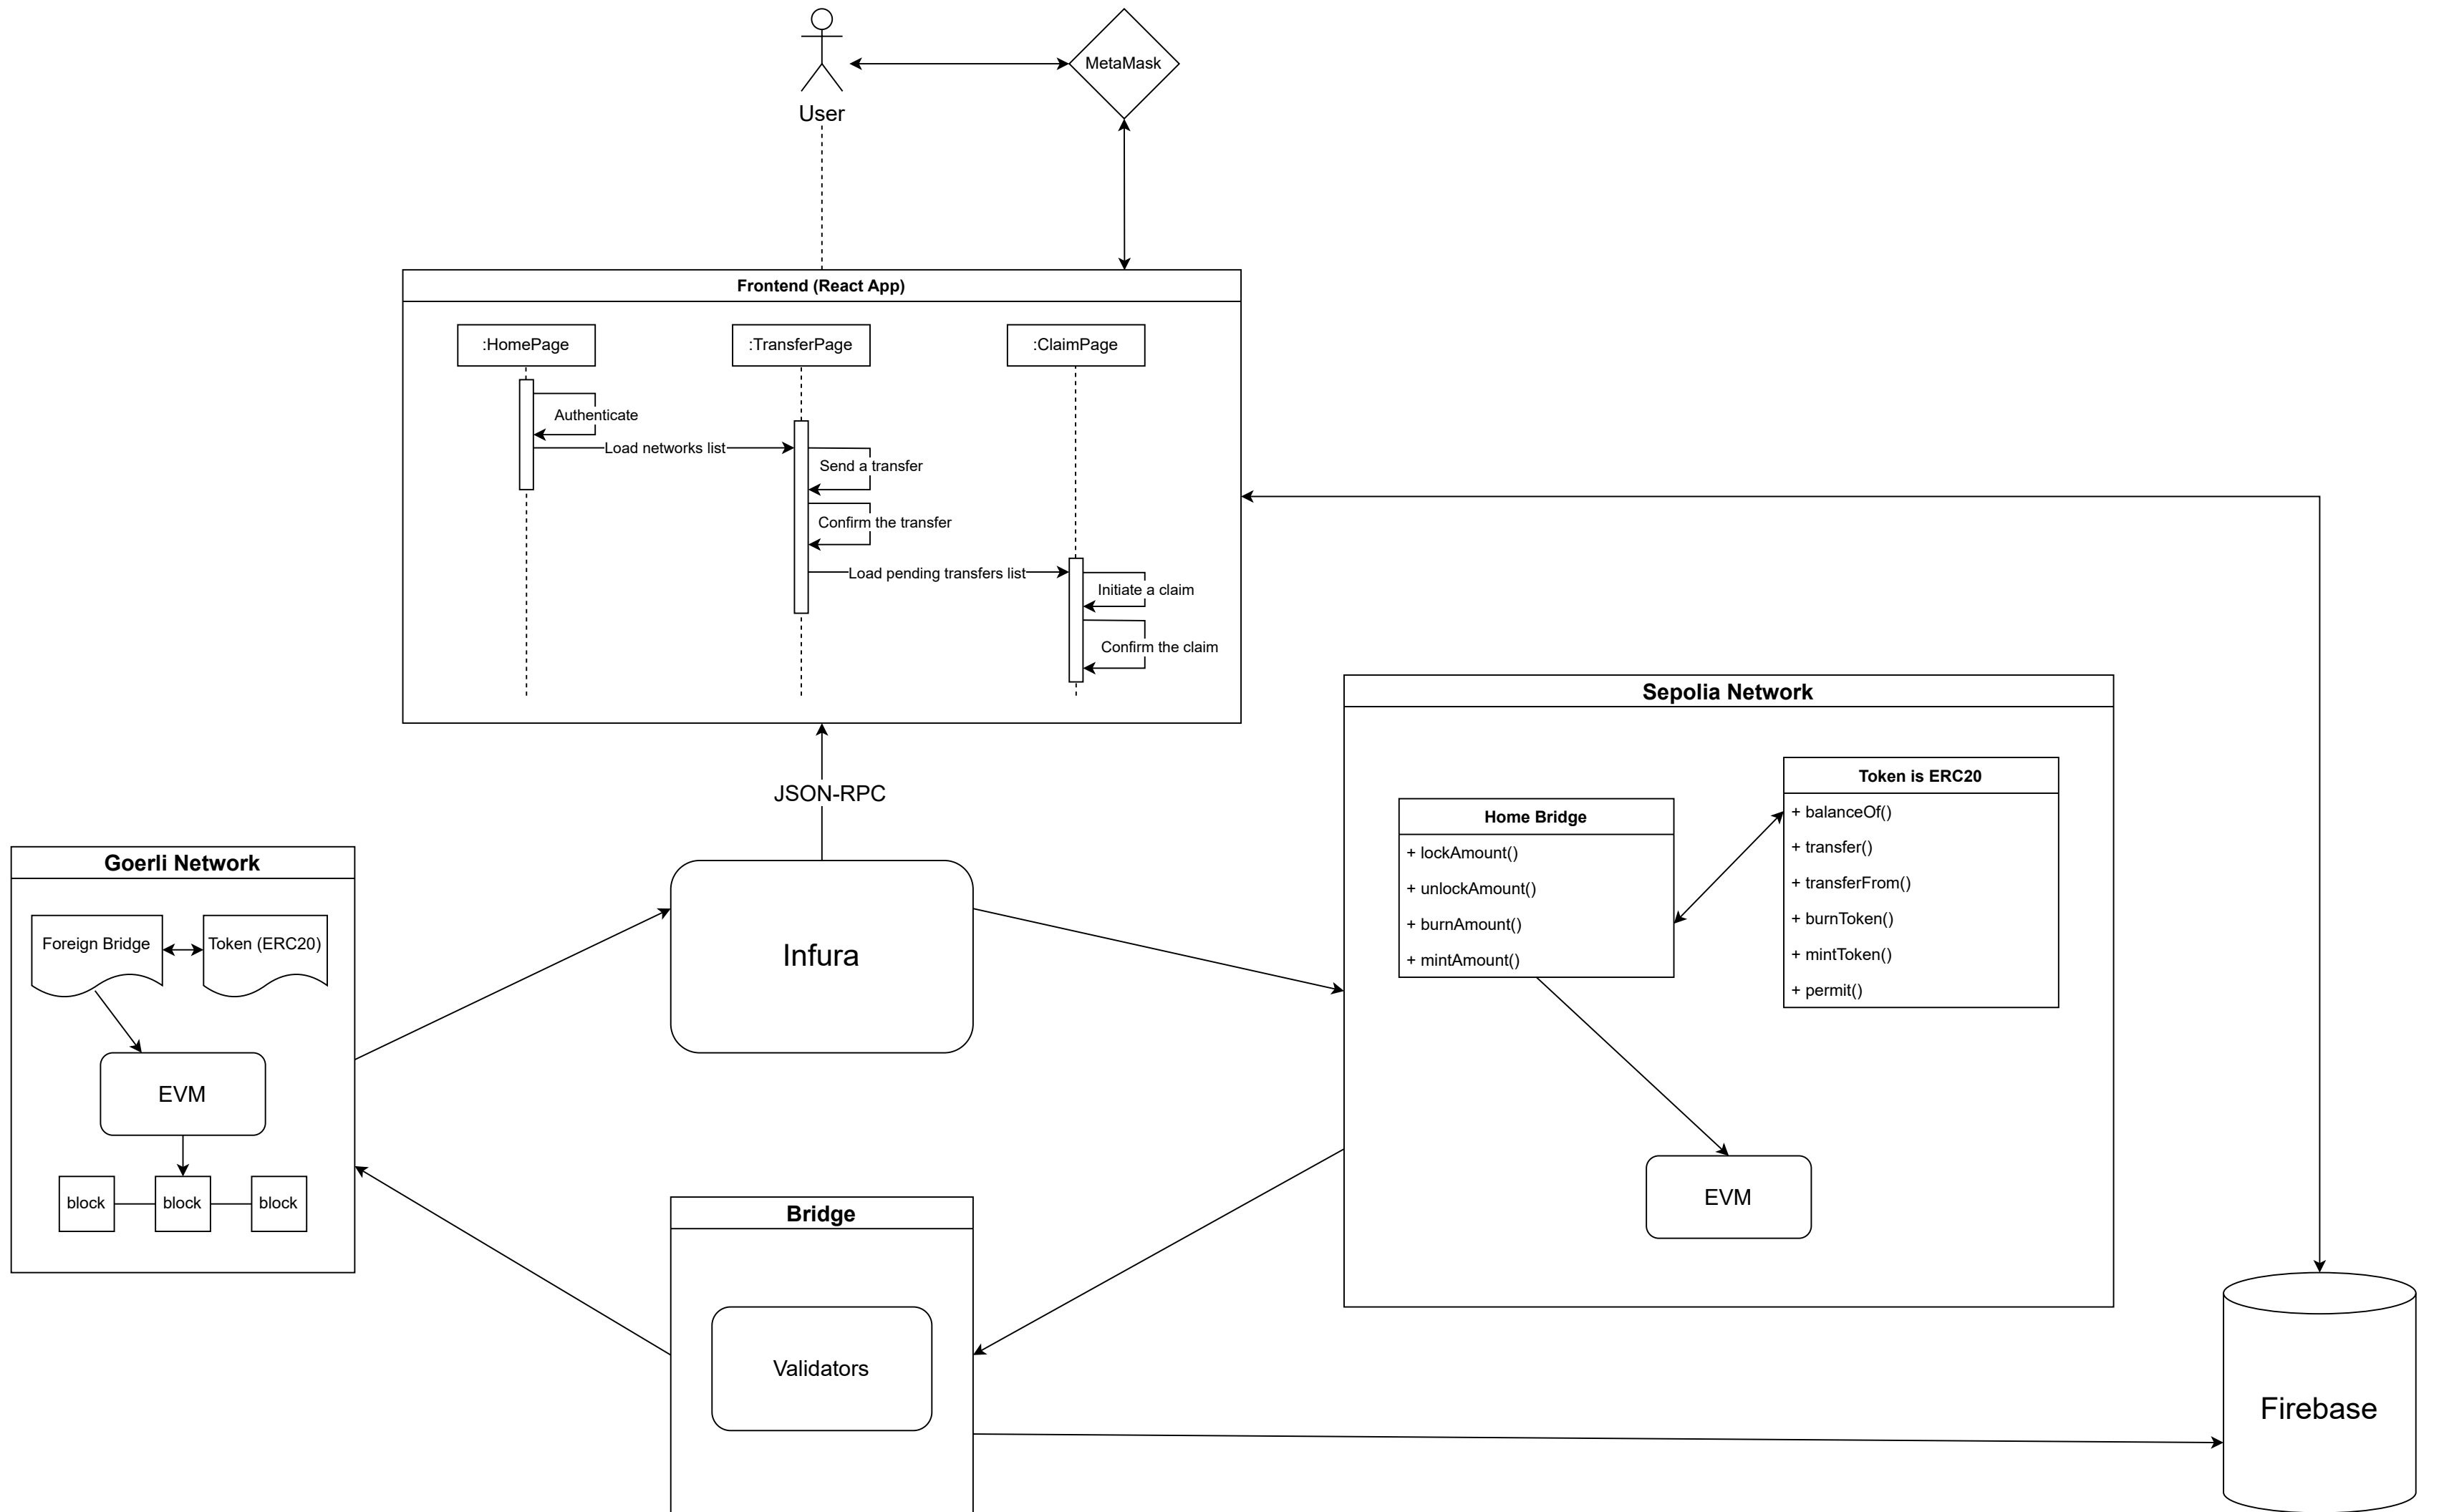 MetaMask
User
Frontend (React App)
:HomePage
:TransferPage
:ClaimPage
Authenticate
Load networks list
Send a transfer
Confirm the transfer
Load pending transfers list
Initiate a claim
Confirm the claim
JSON-RPC
Infura
Goerli Network
Foreign Bridge
Token (ERC20)
EVM
block
block
block
Sepolia Network
Home Bridge
+ lockAmount()
+ unlockAmount()
+ burnAmount()
+ mintAmount()
Token is ERC20
+ balanceOf()
+ transfer()
+ transferFrom()
+ burnToken()
+ mintToken()
+ permit()
EVM
Bridge
Validators
Firebase